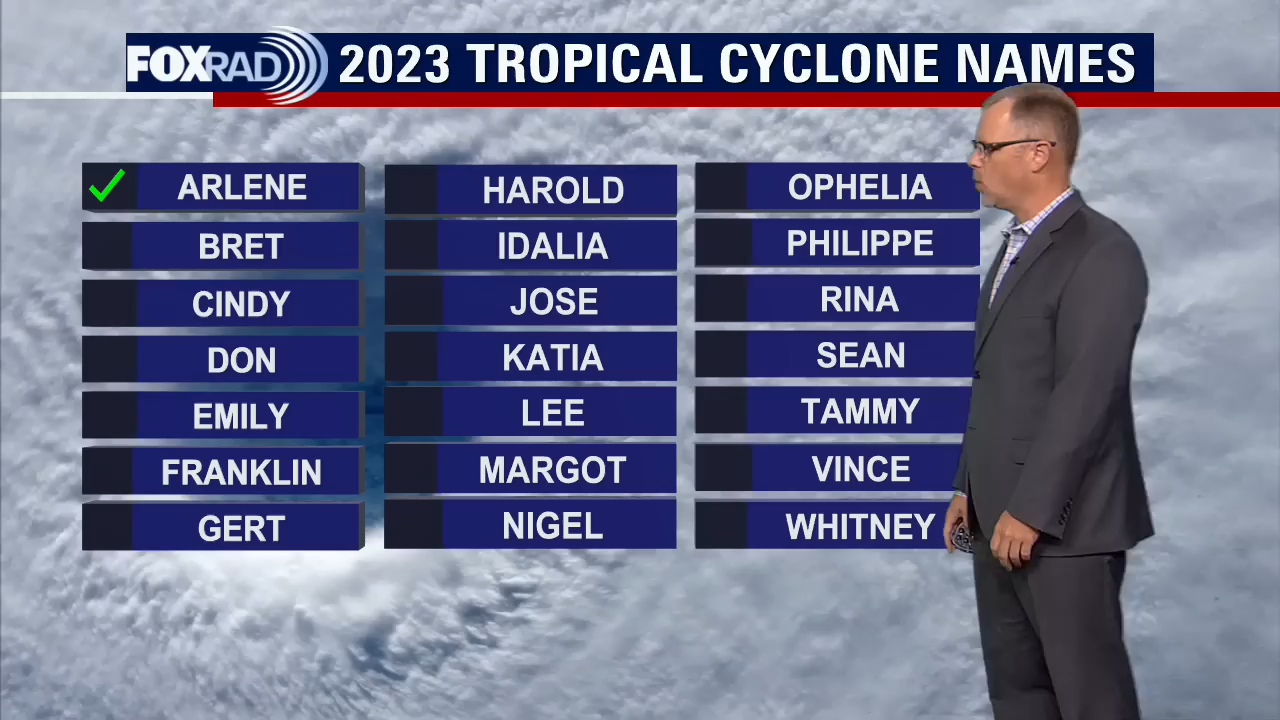 FOXRAD 2023 TROPICAL CYCLONE NAMES
ARLENE
BRET
CINDY
DON
EMILY
FRANKLIN
GERT
HAROLD
IDALIA
JOSE
KATIA
LEE
MARGOT
NIGEL
OPHELIA
PHILIPPE
RINA
SEAN
TAMMY
VINCE
WHITNEY